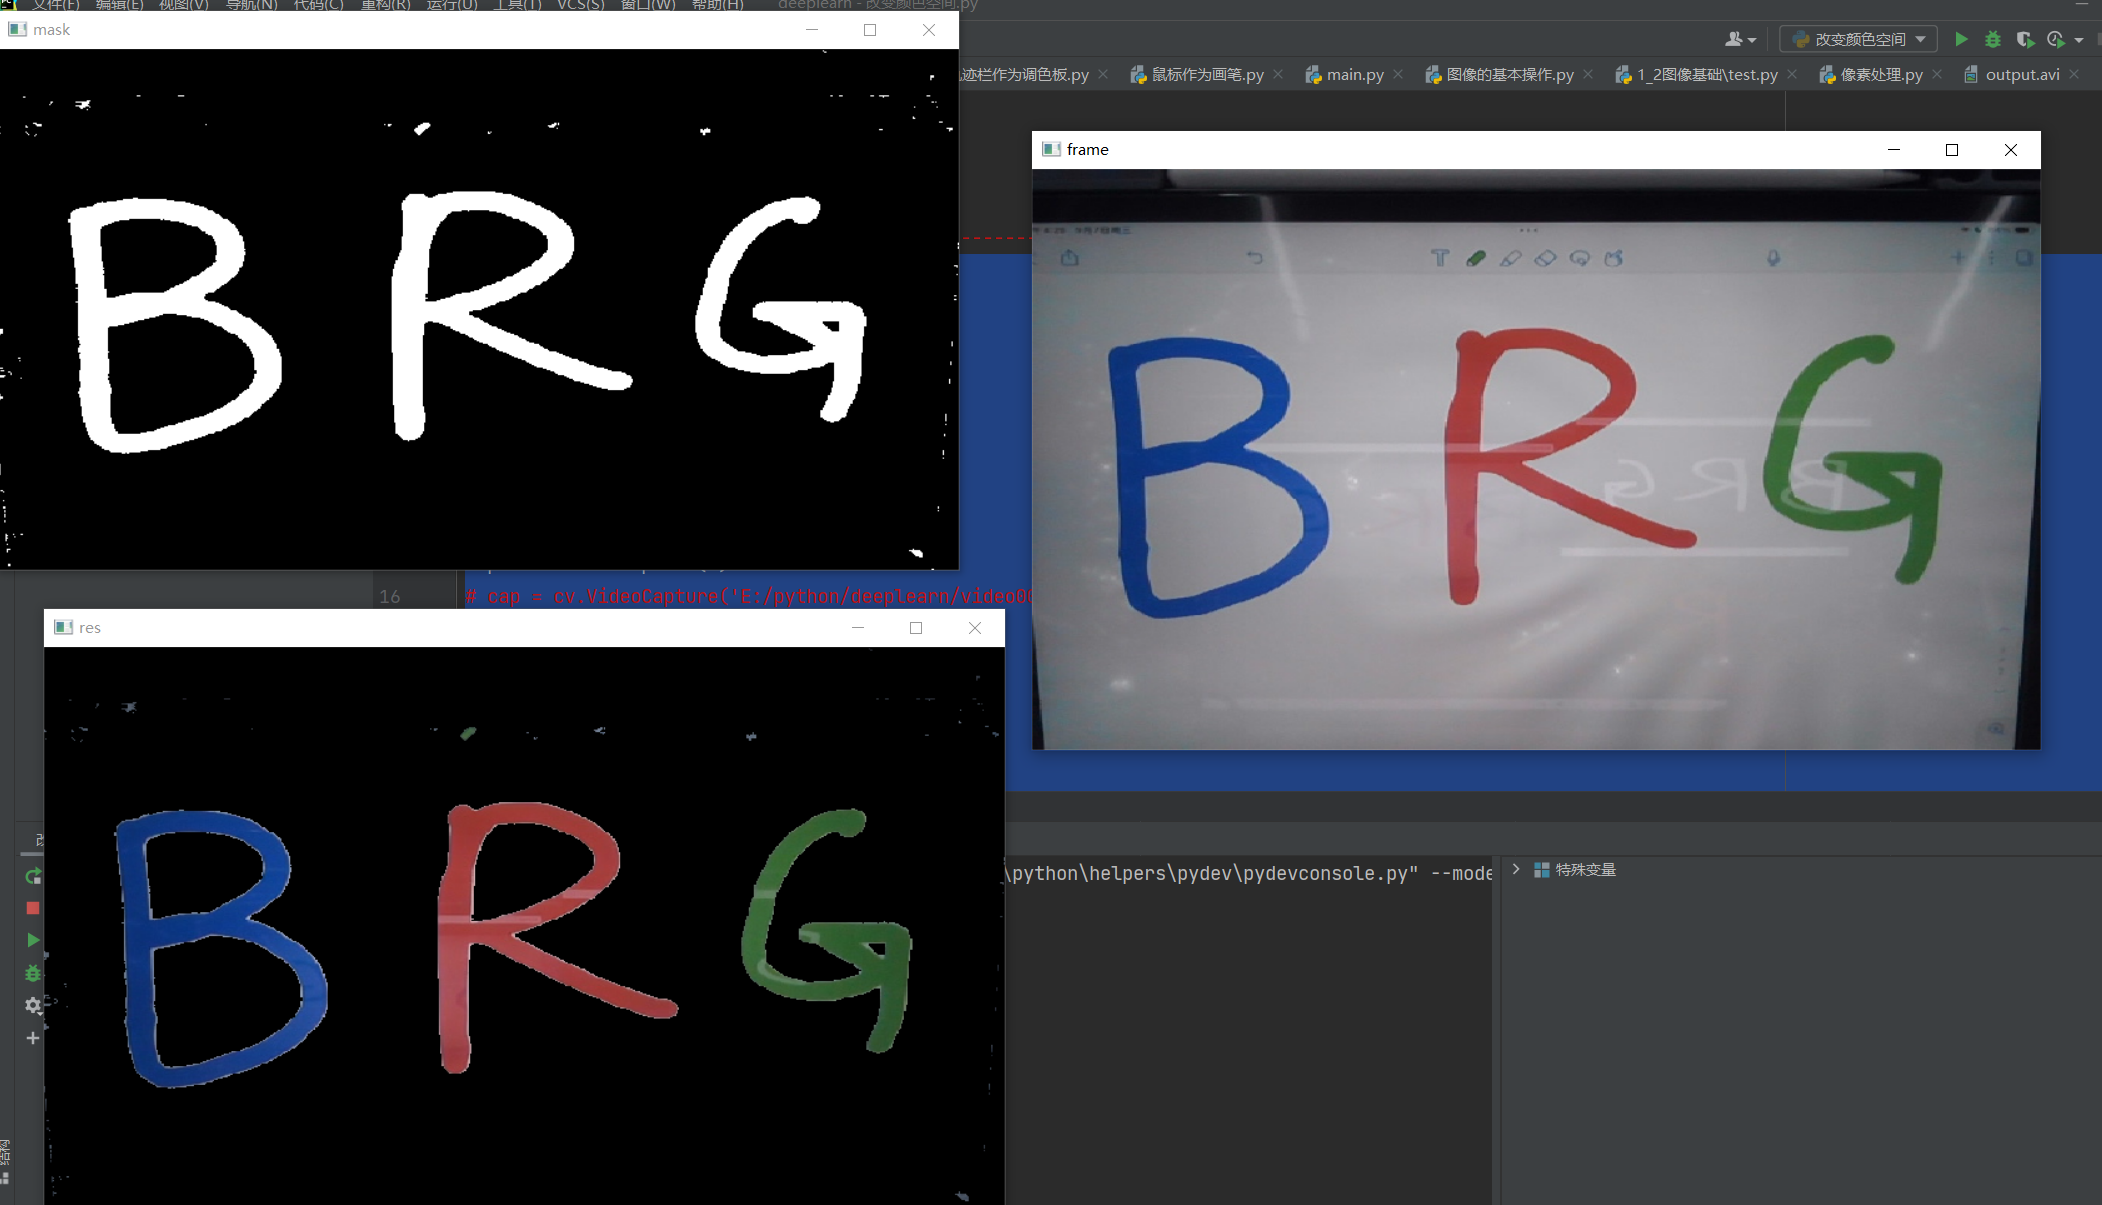 文件(F) 编辑(E) 视图(V) 导航(N) 代码(C) 重构(R) 运行(U) 工具(T) VCS(S) 窗口(W) 帮助(H) deeplearn - 改变颜色空间.py
mask
改变颜色空间
迹栏作为调色板.py 鼠标作为画笔.py main.py 图像的基本操作.py 1_2图像基础\test.py 像素处理.py output.avi
frame
B R G
B R G
B R G
16 # cap = cv.VideoCapture('E:/python/deeplearn/video0
res
B R G
\python\helpers\pydev\pydevconsole.py" --mode
特殊变量
结构